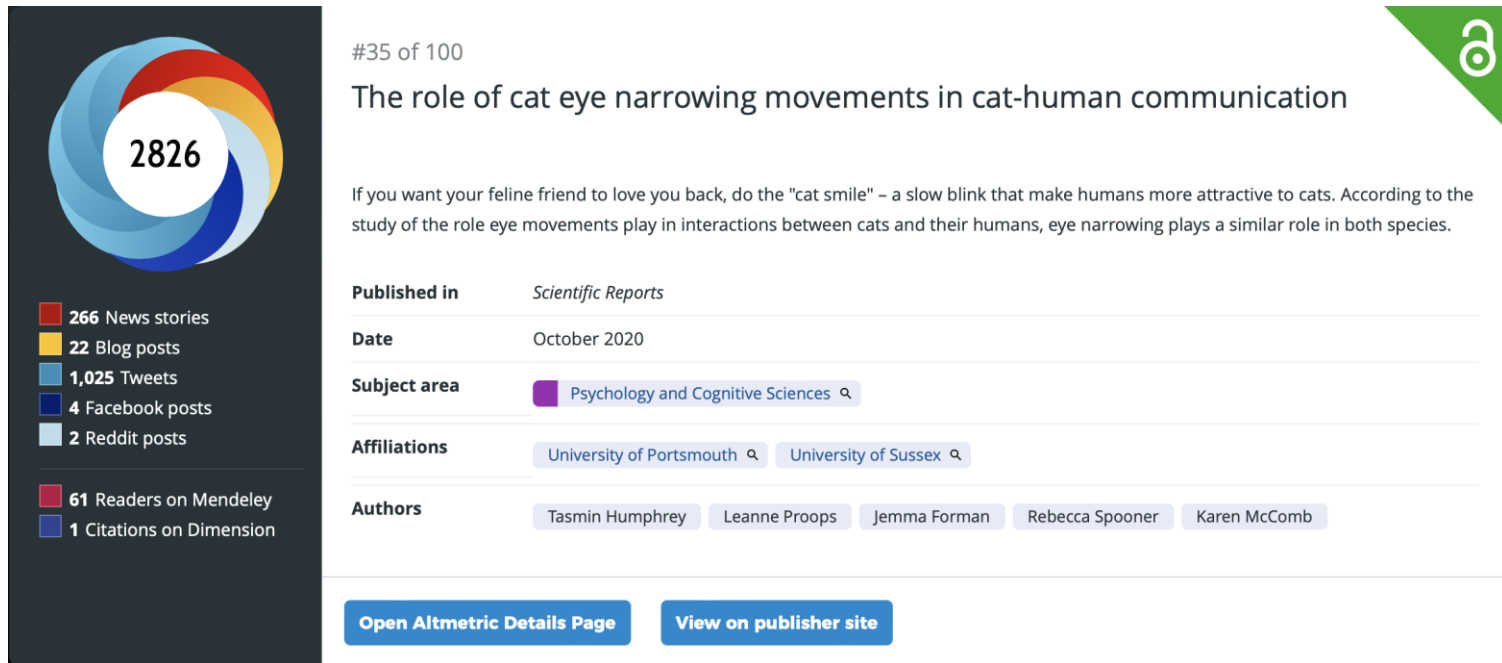 2826
266 News stories
22 Blog posts
1,025 Tweets
4 Facebook posts
2 Reddit posts
61 Readers on Mendeley
1 Citations on Dimension
#35 of 100
The role of cat eye narrowing movements in cat-human communication
If you want your feline friend to love you back, do the "cat smile" – a slow blink that make humans more attractive to cats. According to the
study of the role eye movements play in interactions between cats and their humans, eye narrowing plays a similar role in both species.
Published in Scientific Reports
Date October 2020
Subject area Psychology and Cognitive Sciences
Affiliations University of Portsmouth University of Sussex
Authors Tasmin Humphrey Leanne Proops Jemma Forman Rebecca Spooner Karen McComb
Open Altmetric Details Page View on publisher site